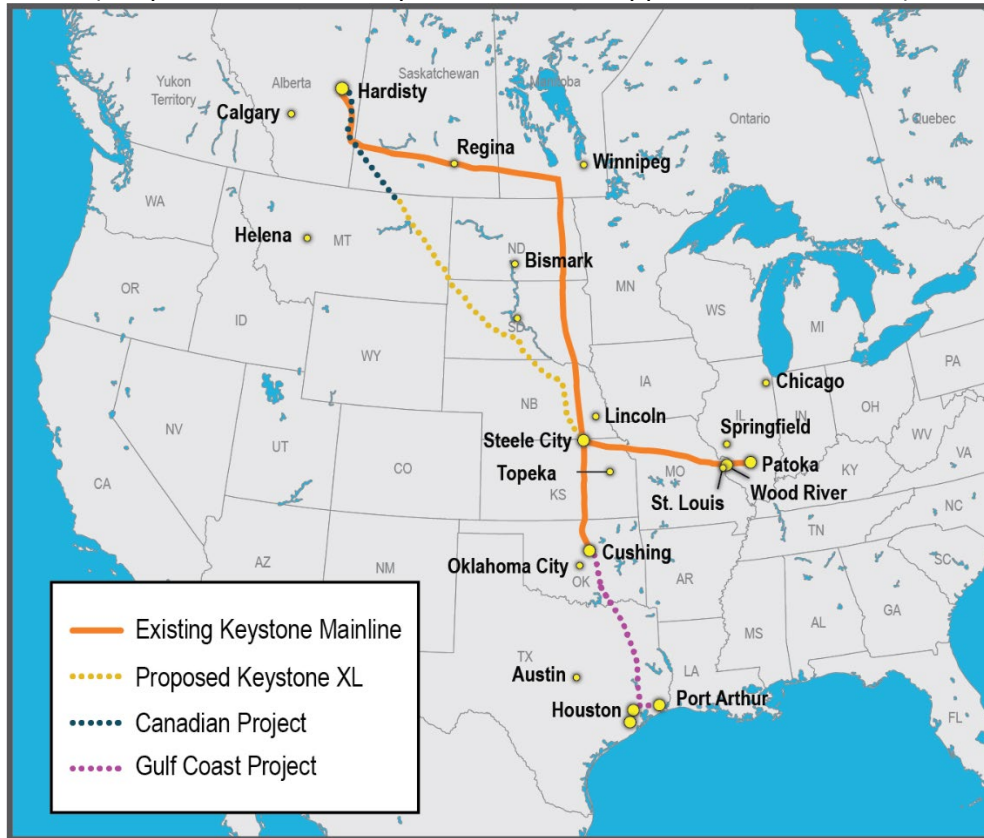 Yukon
Territory
Alberta
Saskatchewan
Manitoba
Ontario
Quebec
Hardisty
Calgary
Regina
Winnipeg
WA
Helena
MT
ND
Bismark
MN
OR
ID
SD
WS
MI
WY
IA
PA
NB
Lincoln
Chicago
NV
UT
CO
Steele City
IL
IN
OH
Springfield
WV
VA
CA
Topeka
KS
MO
Patoka
KY
St. Louis
Wood River
NC
TN
AZ
NM
Cushing
Oklahoma City
OK
AR
SC
MS
AL
GA
TX
LA
Austin
Houston
Port Arthur
FL
Existing Keystone Mainline
Proposed Keystone XL
Canadian Project
Gulf Coast Project